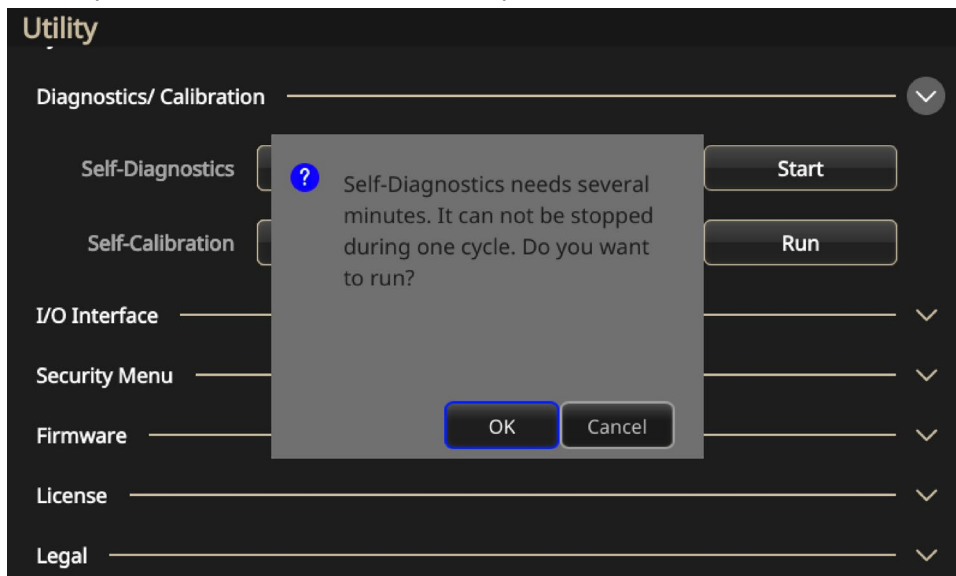 Utility
Diagnostics/ Calibration
Self-Diagnostics
Start
Self-Calibration
Run
?
Self-Diagnostics needs several
minutes. It can not be stopped
during one cycle. Do you want
to run?
OK
Cancel
I/O Interface
Security Menu
Firmware
License
Legal